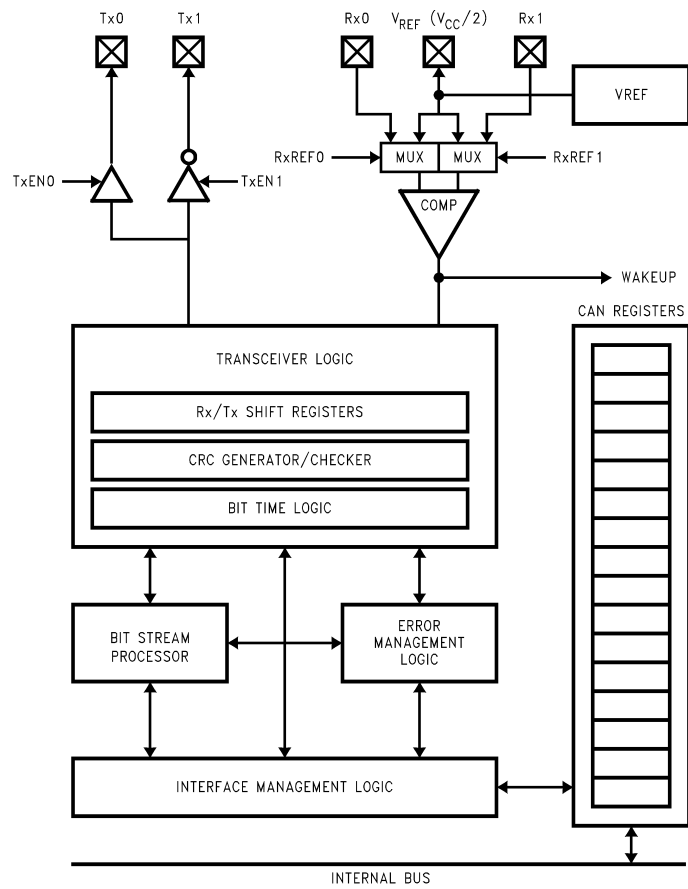 Tx0 Tx1 Rx0 VREF (VCC/2) Rx1
VREF
RxREF0 MUX MUX RxREF1
TxEN0 TxEN1
COMP
WAKEUP
CAN REGISTERS
TRANSCEIVER LOGIC
Rx/Tx SHIFT REGISTERS
CRC GENERATOR/CHECKER
BIT TIME LOGIC
BIT STREAM
PROCESSOR
ERROR
MANAGEMENT
LOGIC
INTERFACE MANAGEMENT LOGIC
INTERNAL BUS